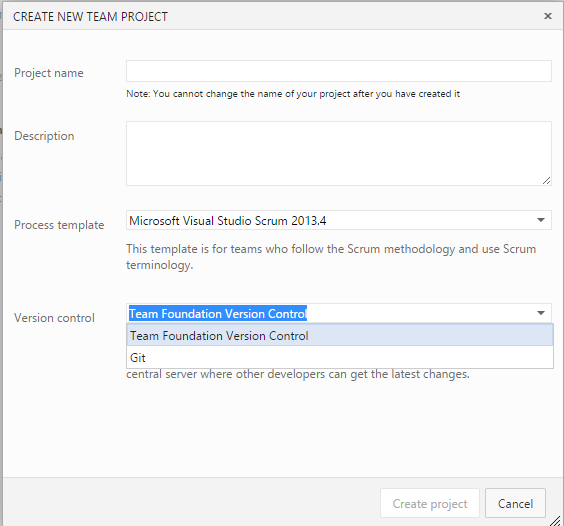 CREATE NEW TEAM PROJECT
Project name
Note: You cannot change the name of your project after you have created it
Description
Process template
Microsoft Visual Studio Scrum 2013.4
This template is for teams who follow the Scrum methodology and use Scrum
terminology.
Version control
Team Foundation Version Control
Team Foundation Version Control
Git
central server where other developers can get the latest changes.
Create project
Cancel